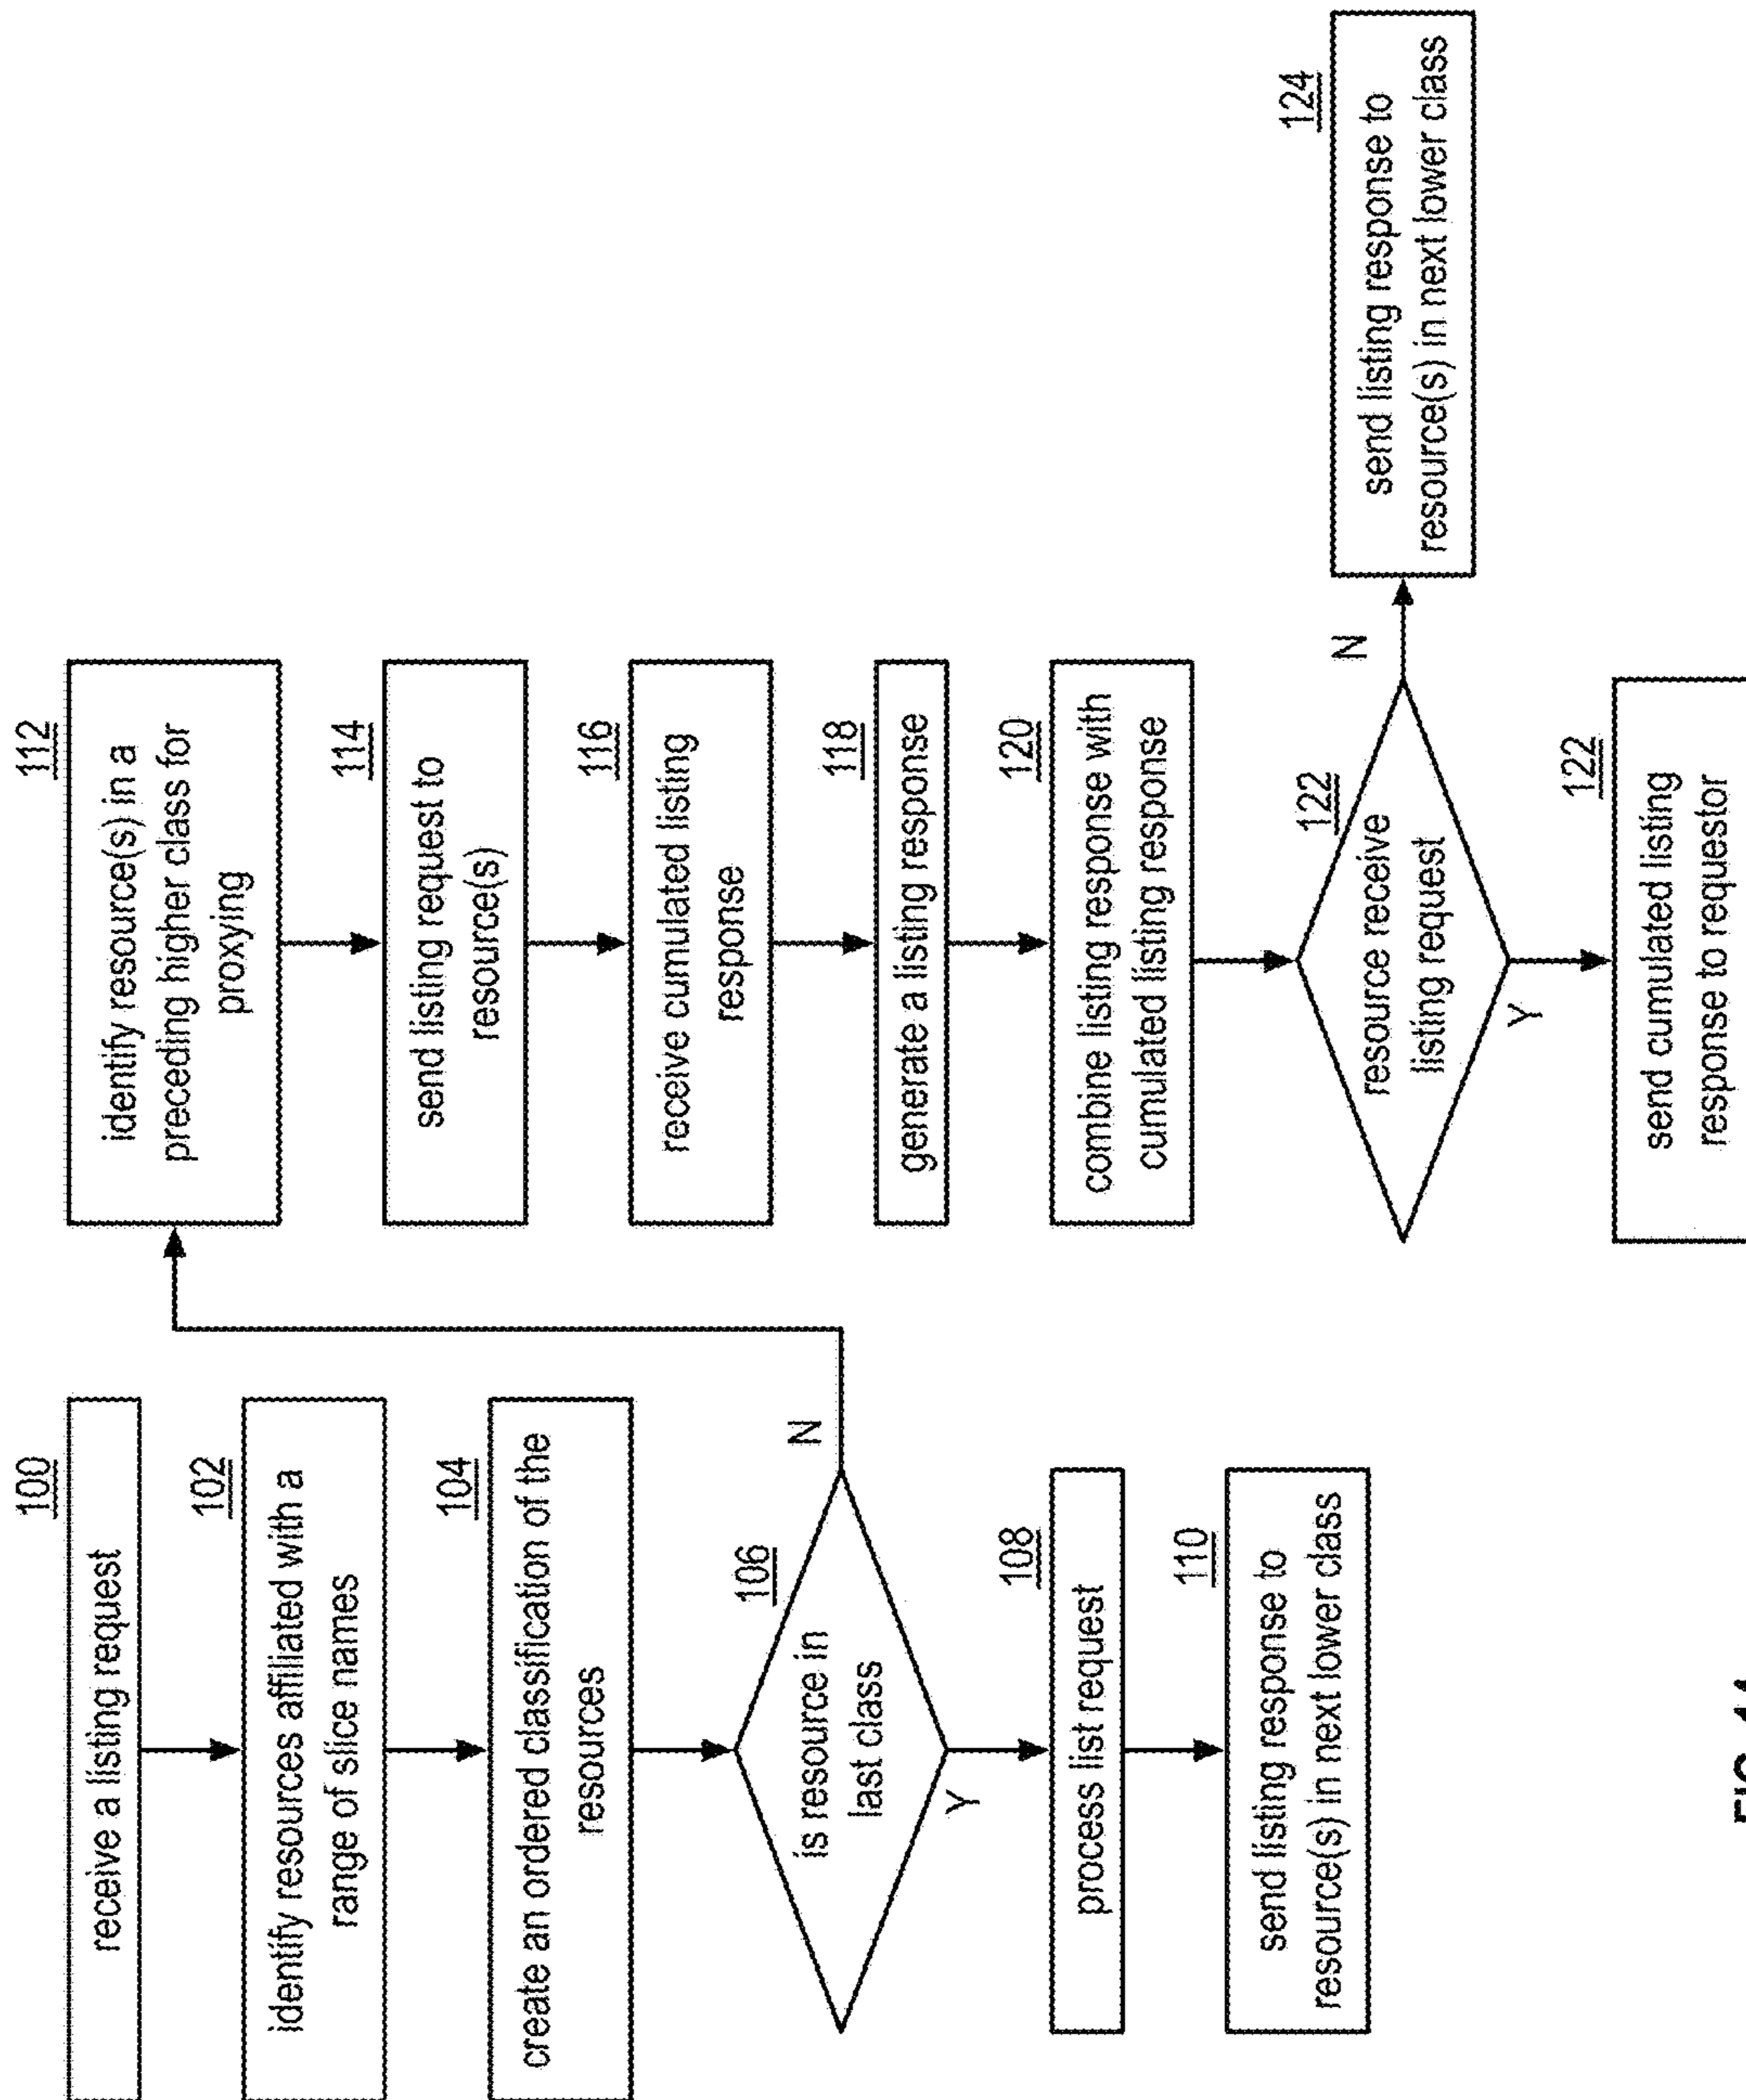 100
receive a listing request
102
identify resources affiliated with a
range of slice names
104
create an ordered classification of the
resources
106
is resource in
last class
N
Y
108
process list request
110
send listing response to
resource(s) in next lower class
112
identify resource(s) in a
preceding higher class for
proxying
114
send listing request to
resource(s)
116
receive cumulated listing
response
118
generate a listing response
120
combine listing response with
cumulated listing response
122
resource receive
listing request
N
Y
122
send cumulated listing
response to requestor
124
send listing response to
resource(s) in next lower class